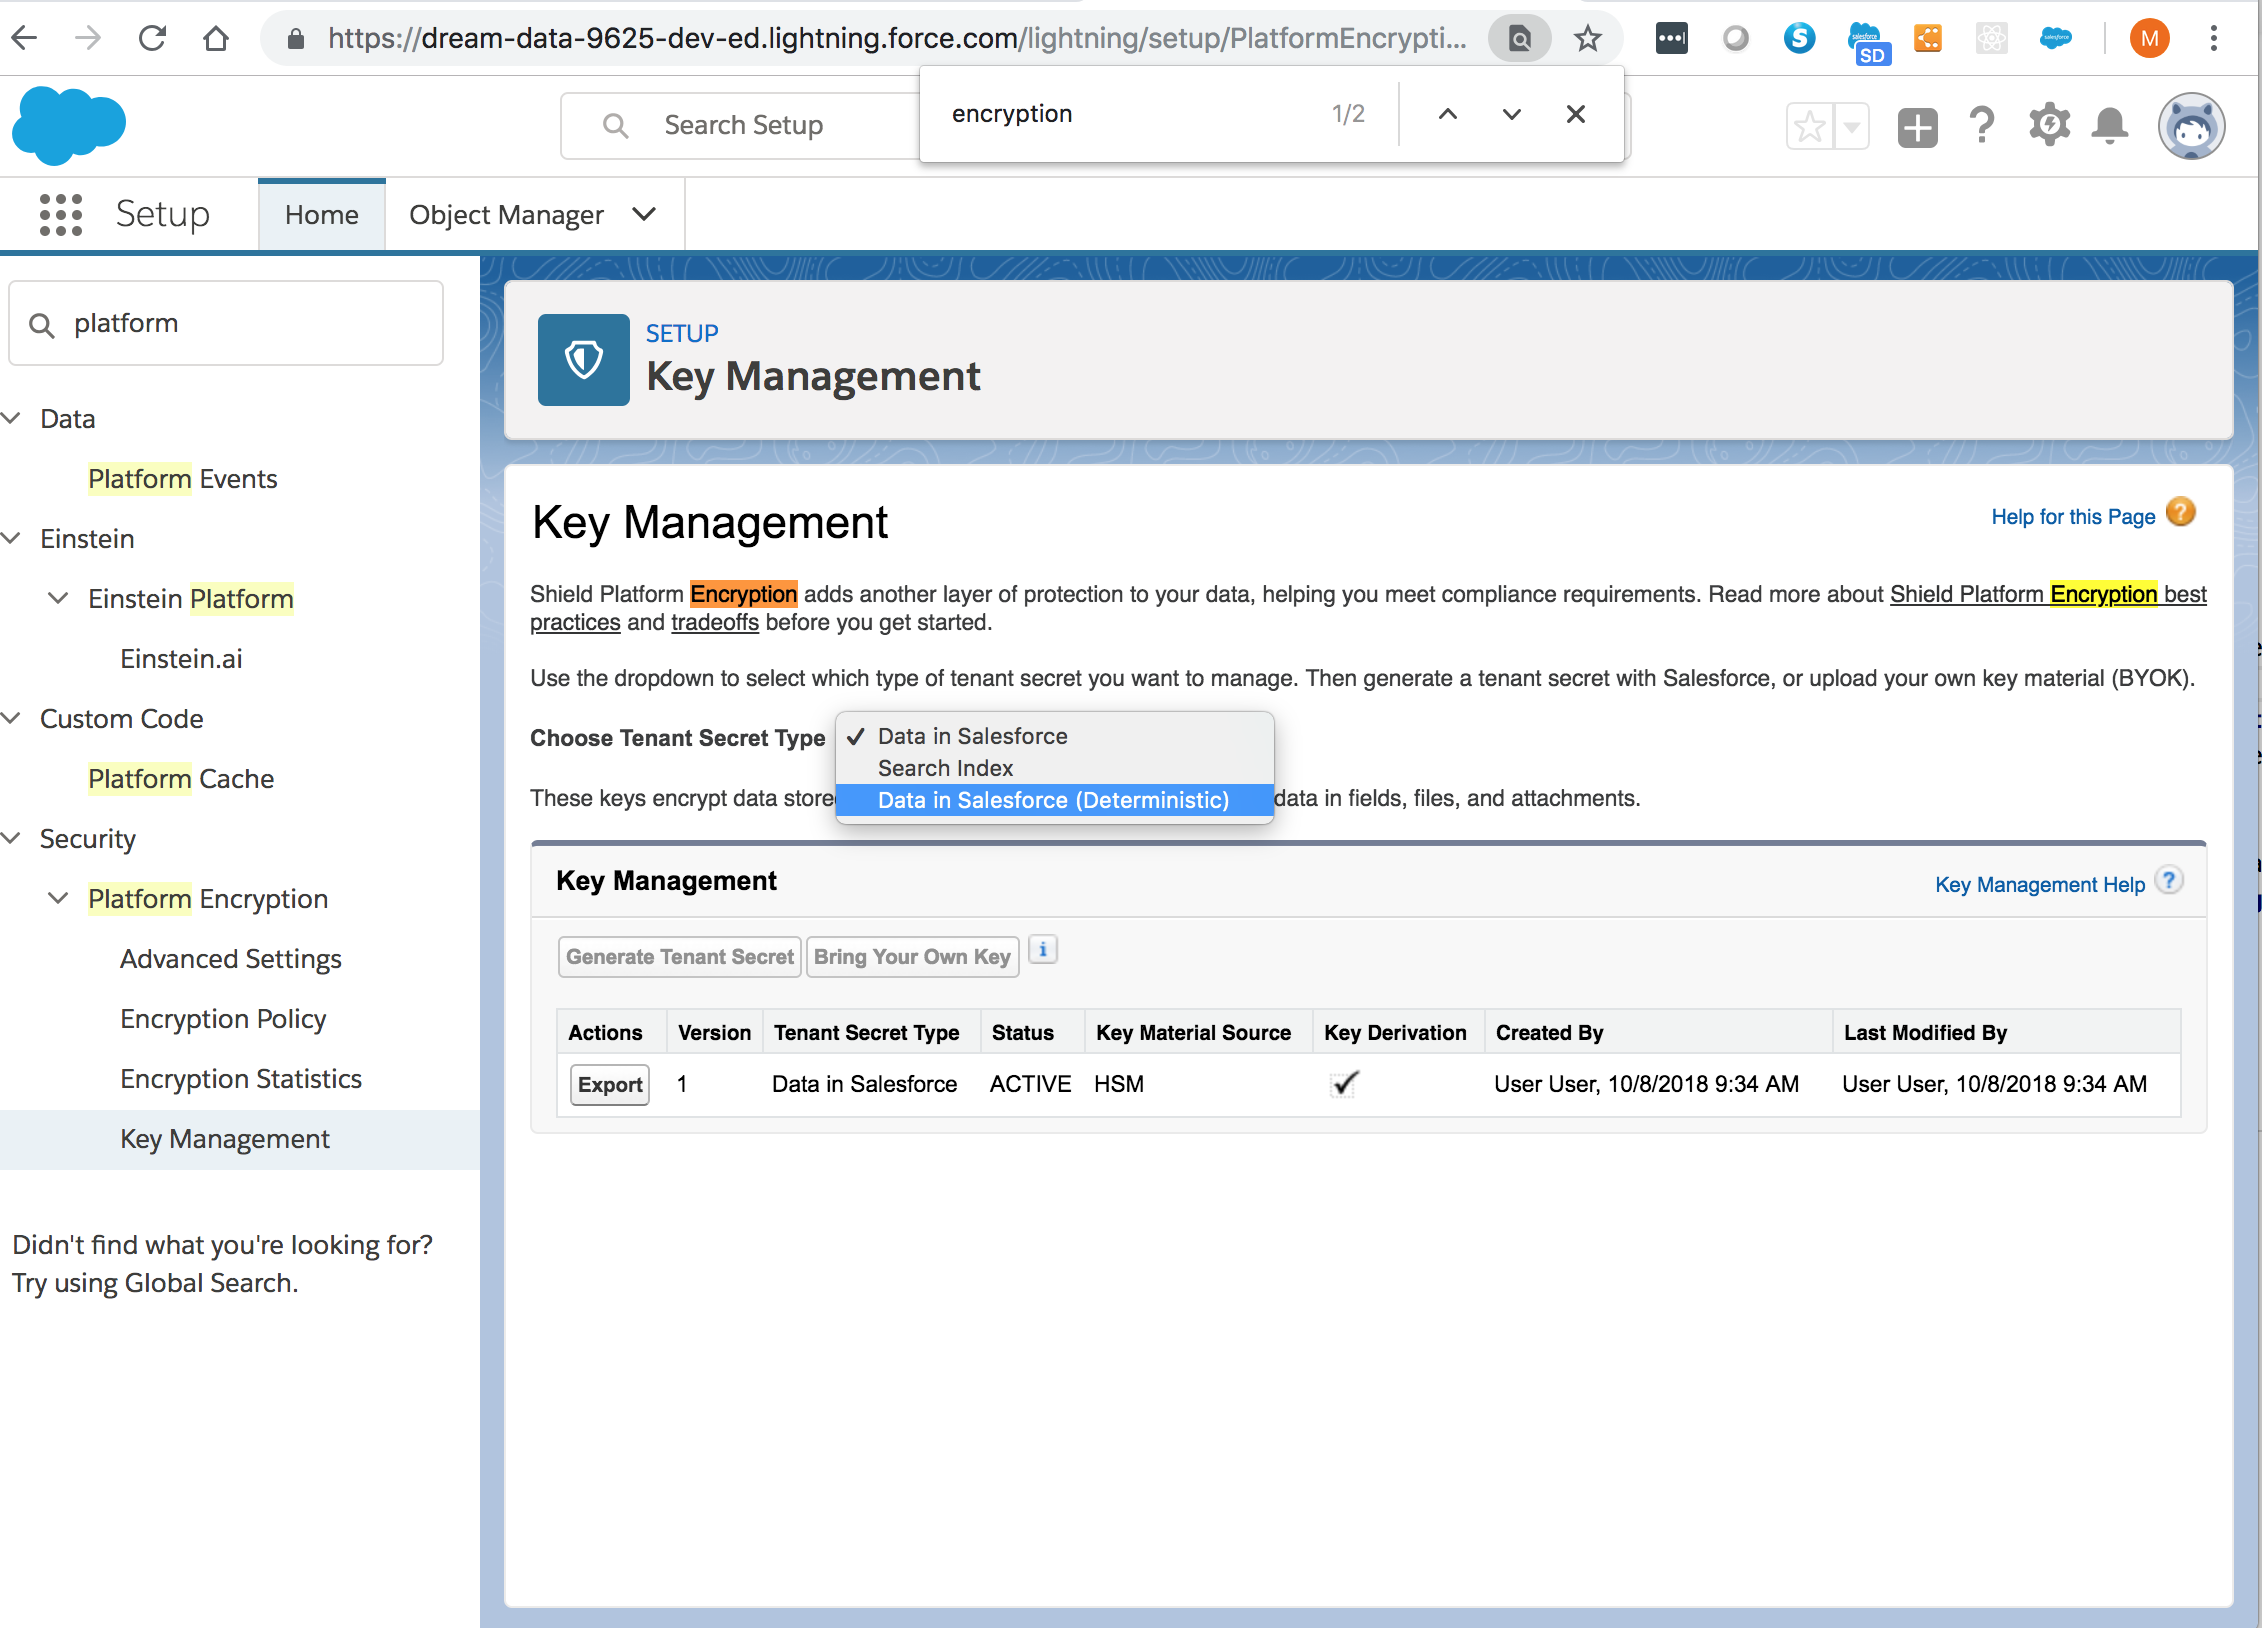 https://dream-data-9625-dev-ed.lightning.force.com/lightning/setup/PlatformEncrypti...
SD
M
encryption 1/2
Search Setup
Setup
Home
Object Manager
platform
Data
Platform Events
Einstein
Einstein Platform
Einstein.ai
Custom Code
Platform Cache
Security
Platform Encryption
Advanced Settings
Encryption Policy
Encryption Statistics
Key Management
Didn't find what you're looking for?
Try using Global Search.
SETUP
Key Management
Key Management
Help for this Page ?
Shield Platform Encryption adds another layer of protection to your data, helping you meet compliance requirements. Read more about Shield Platform Encryption best
practices and tradeoffs before you get started.
Use the dropdown to select which type of tenant secret you want to manage. Then generate a tenant secret with Salesforce, or upload your own key material (BYOK).
Choose Tenant Secret Type
✓ Data in Salesforce
Search Index
Data in Salesforce (Deterministic)
These keys encrypt data store data in fields, files, and attachments.
Key Management
Key Management Help ?
Generate Tenant Secret Bring Your Own Key i
Actions Version Tenant Secret Type Status Key Material Source Key Derivation Created By Last Modified By
Export 1 Data in Salesforce ACTIVE HSM ✓ User User, 10/8/2018 9:34 AM User User, 10/8/2018 9:34 AM